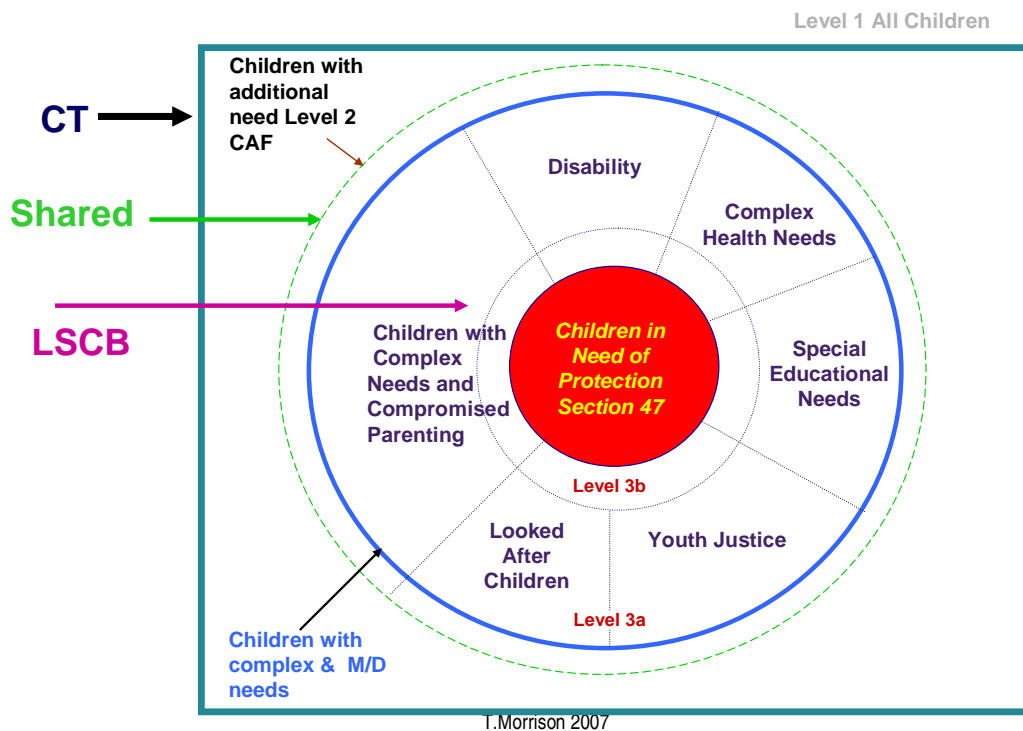 Level 1 All Children
Children with
additional
need Level 2
CAF
CT
Shared
LSCB
Disability
Complex
Health Needs
Special
Educational
Needs
Children in
Need of
Protection
Section 47
Children with
Complex
Needs and
Compromised
Parenting
Level 3b
Looked
After
Children
Youth Justice
Level 3a
Children with
complex & M/D
needs
T.Morrison 2007